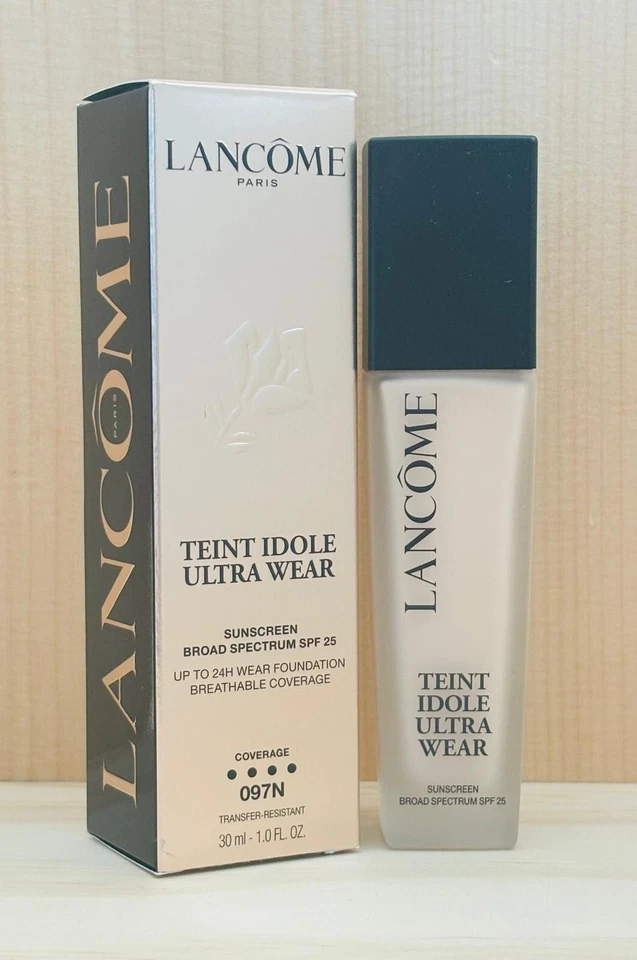 LANCÔME
PARIS
LANCÔME
PARIS
TEINT IDOLE
ULTRA WEAR
SUNSCREEN
BROAD SPECTRUM SPF 25
UP TO 24H WEAR FOUNDATION
BREATHABLE COVERAGE
COVERAGE
097N
TRANSFER-RESISTANT
30 ml - 1.0 FL. OZ.
LANCÔME
TEINT
IDOLE
ULTRA
WEAR
SUNSCREEN
BROAD SPECTRUM SPF 25